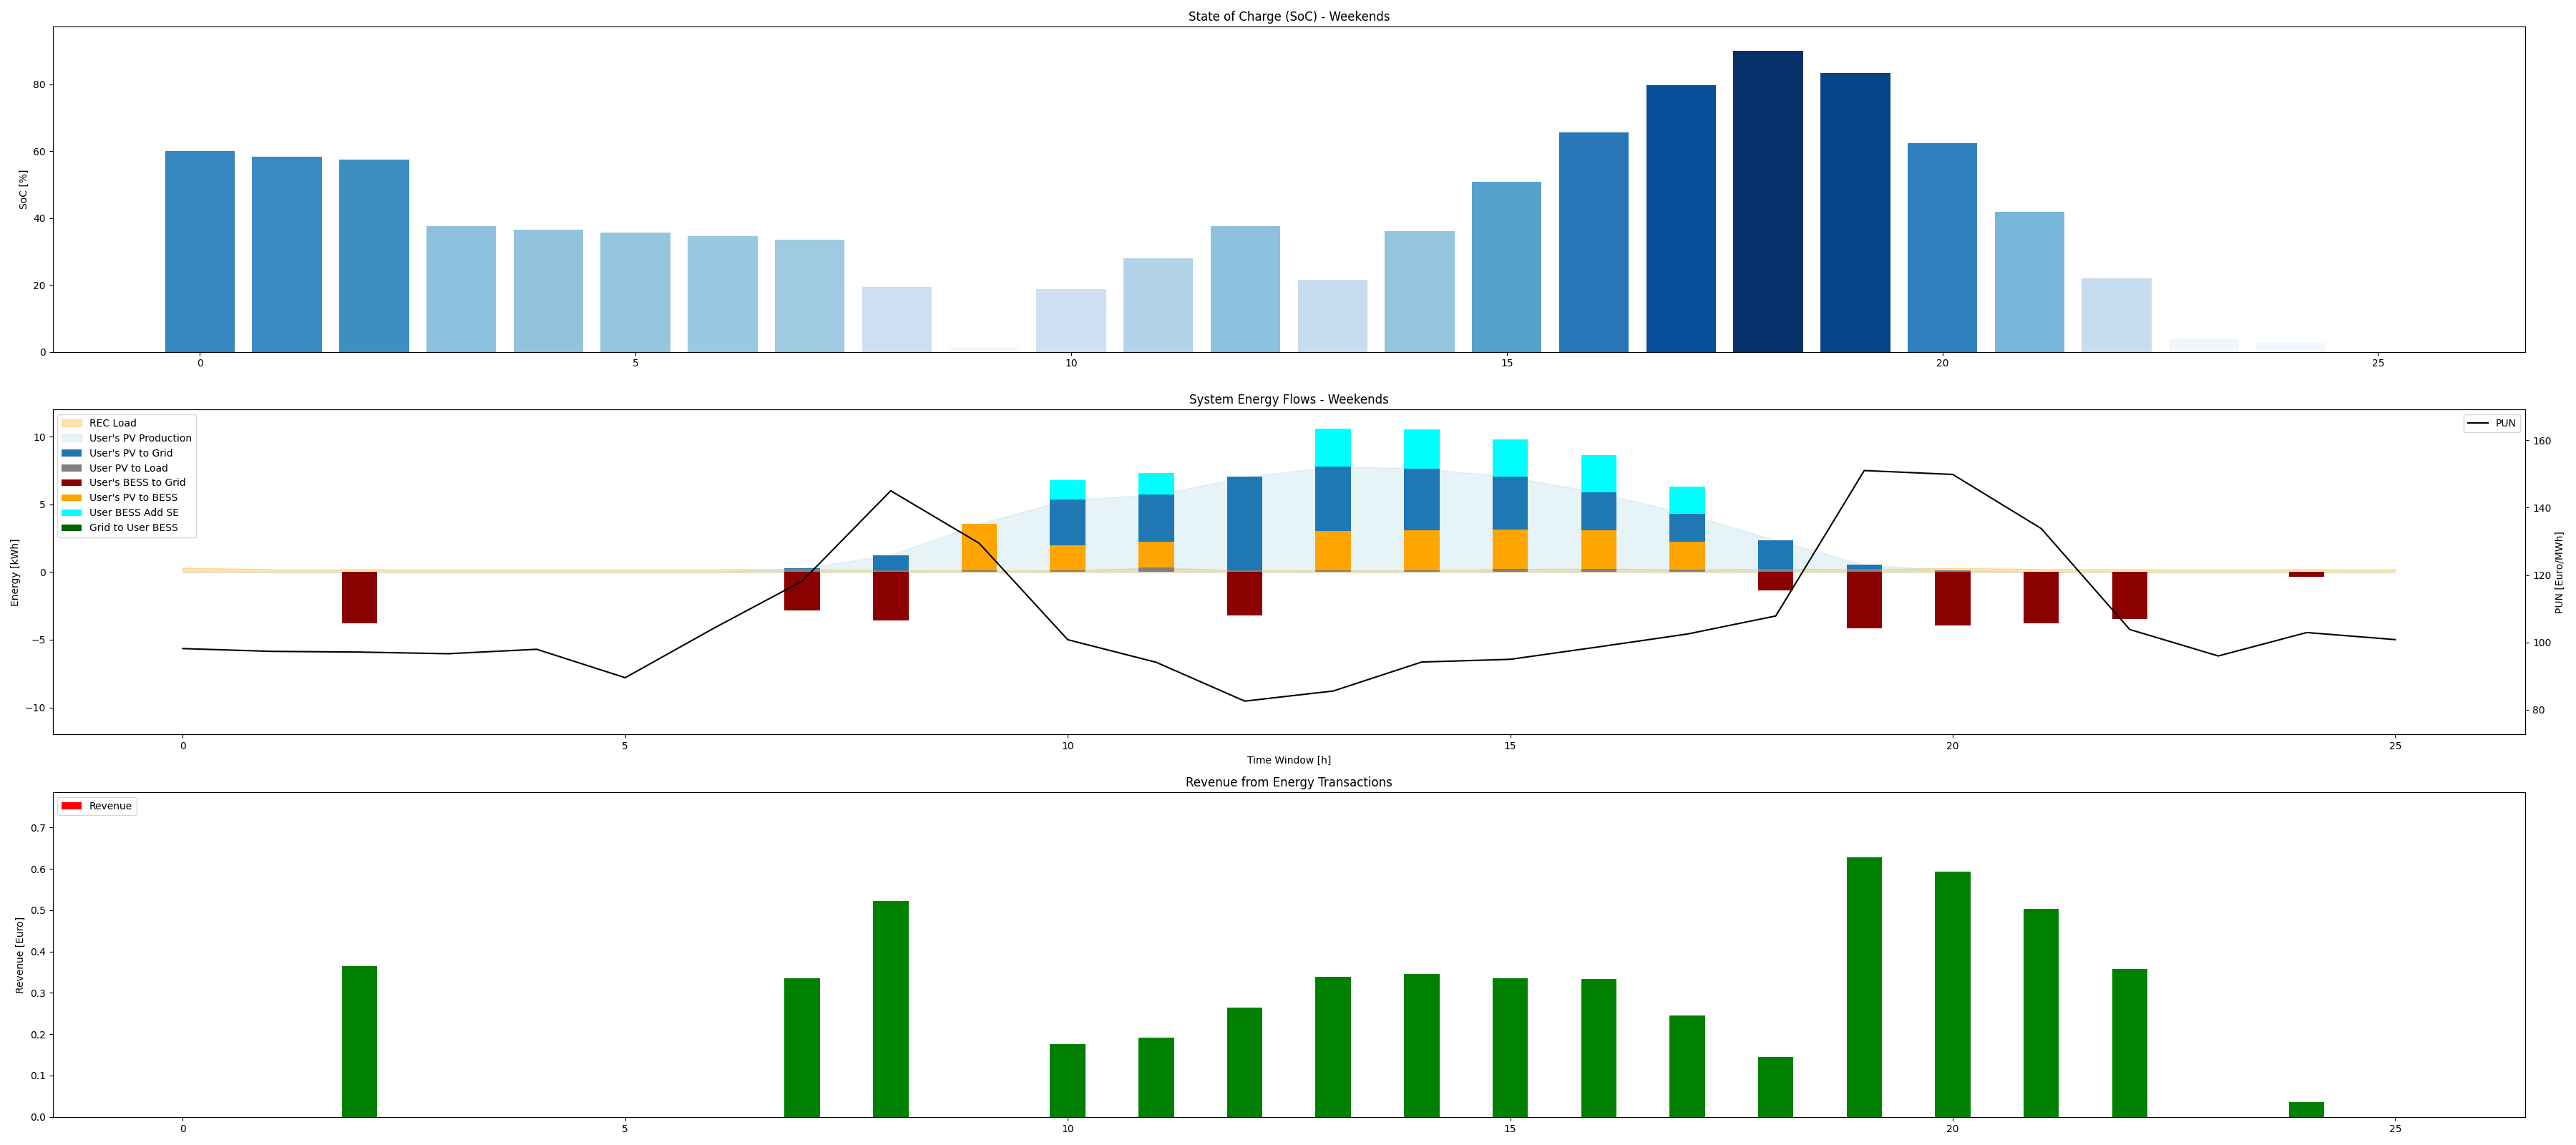 State of Charge (SoC) - Weekends
SoC [%]
80
60
40
20
0
0 5 10 15 20 25
System Energy Flows - Weekends
REC Load
User's PV Production
User's PV to Grid
User PV to Load
User's BESS to Grid
User's PV to BESS
User BESS Add SE
Grid to User BESS
PUN
Energy [kWh]
10
5
0
−5
−10
PUN [Euro/MWh]
160
140
120
100
80
0 5 10 15 20 25
Time Window [h]
Revenue from Energy Transactions
Revenue
Revenue [Euro]
0.7
0.6
0.5
0.4
0.3
0.2
0.1
0.0
0 5 10 15 20 25